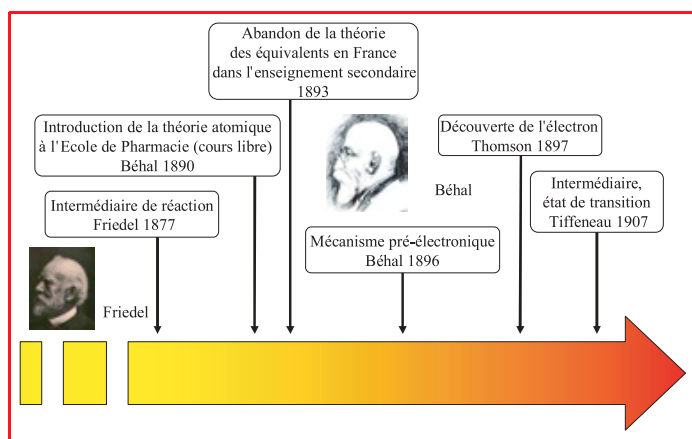 Abandon de la théorie
des équivalents en France
dans l'enseignement secondaire
1893
Introduction de la théorie atomique
à l'Ecole de Pharmacie (cours libre)
Béhal 1890
Découverte de l'électron
Thomson 1897
Béhal
Intermédiaire de réaction
Friedel 1877
Intermédiaire,
état de transition
Tiffeneau 1907
Mécanisme pré-électronique
Béhal 1896
Friedel